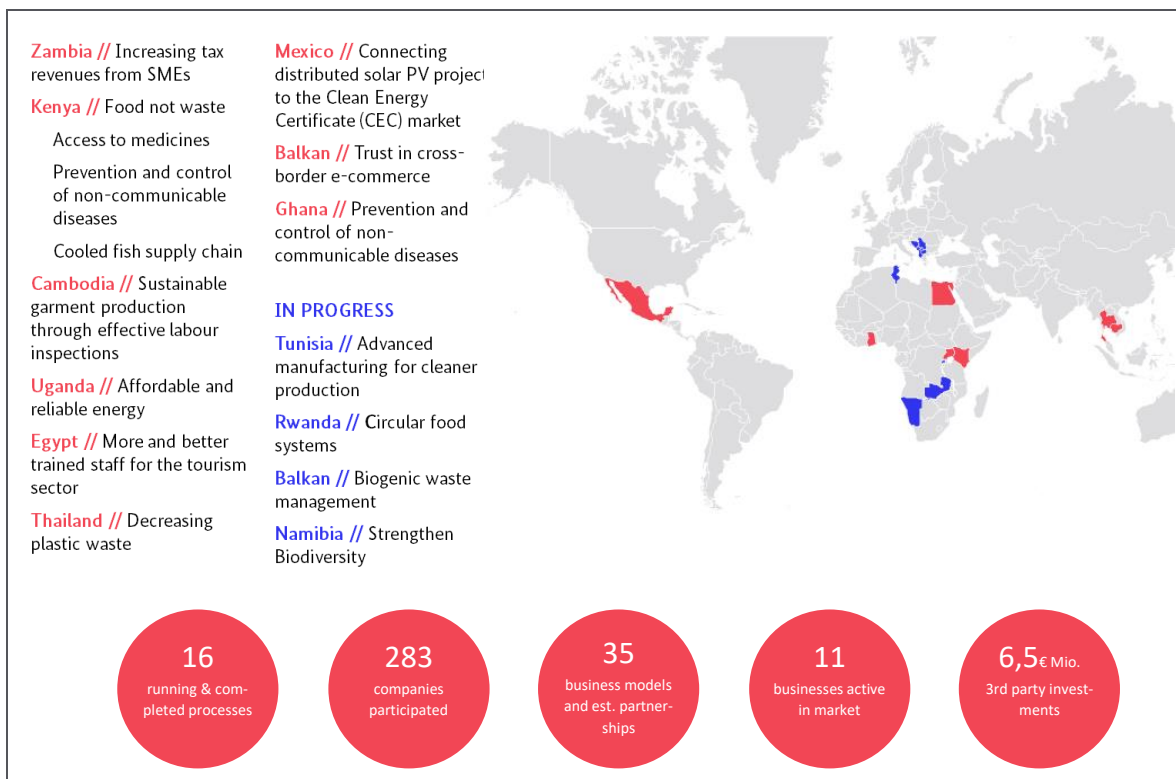 Zambia // Increasing tax
revenues from SMEs
Kenya // Food not waste
Access to medicines
Prevention and control
of non-communicable
diseases
Cooled fish supply chain
Cambodia // Sustainable
garment production
through effective labour
inspections
Uganda // Affordable and
reliable energy
Egypt // More and better
trained staff for the tourism
sector
Thailand // Decreasing
plastic waste
Mexico // Connecting
distributed solar PV project
to the Clean Energy
Certificate (CEC) market
Balkan // Trust in cross-
border e-commerce
Ghana // Prevention and
control of non-
communicable diseases
IN PROGRESS
Tunisia // Advanced
manufacturing for cleaner
production
Rwanda // Circular food
systems
Balkan // Biogenic waste
management
Namibia // Strengthen
Biodiversity
16
running & com-
pleted processes
283
companies
participated
35
business models
and est. partner-
ships
11
businesses active
in market
6,5€ Mio.
3rd party invest-
ments